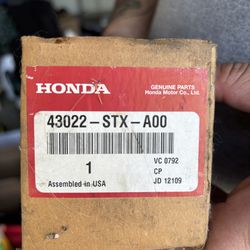 HONDA
GENUINE PARTS
Honda Motor Co., Ltd.
43022-STX-A00
1
VC 0792
CP
Assembled in USA
JD 12109